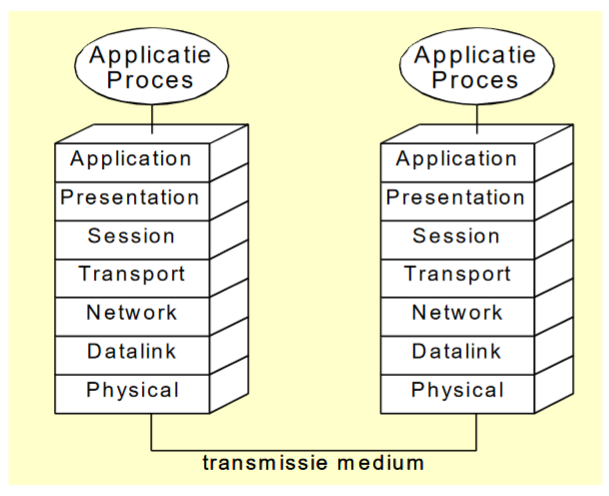 Applicatie
Proces
Applicatie
Proces
Application
Presentation
Session
Transport
Network
Datalink
Physical
Application
Presentation
Session
Transport
Network
Datalink
Physical
transmissie medium